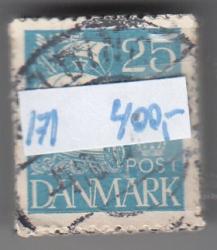 25
171 400,-
POST
DANMARK